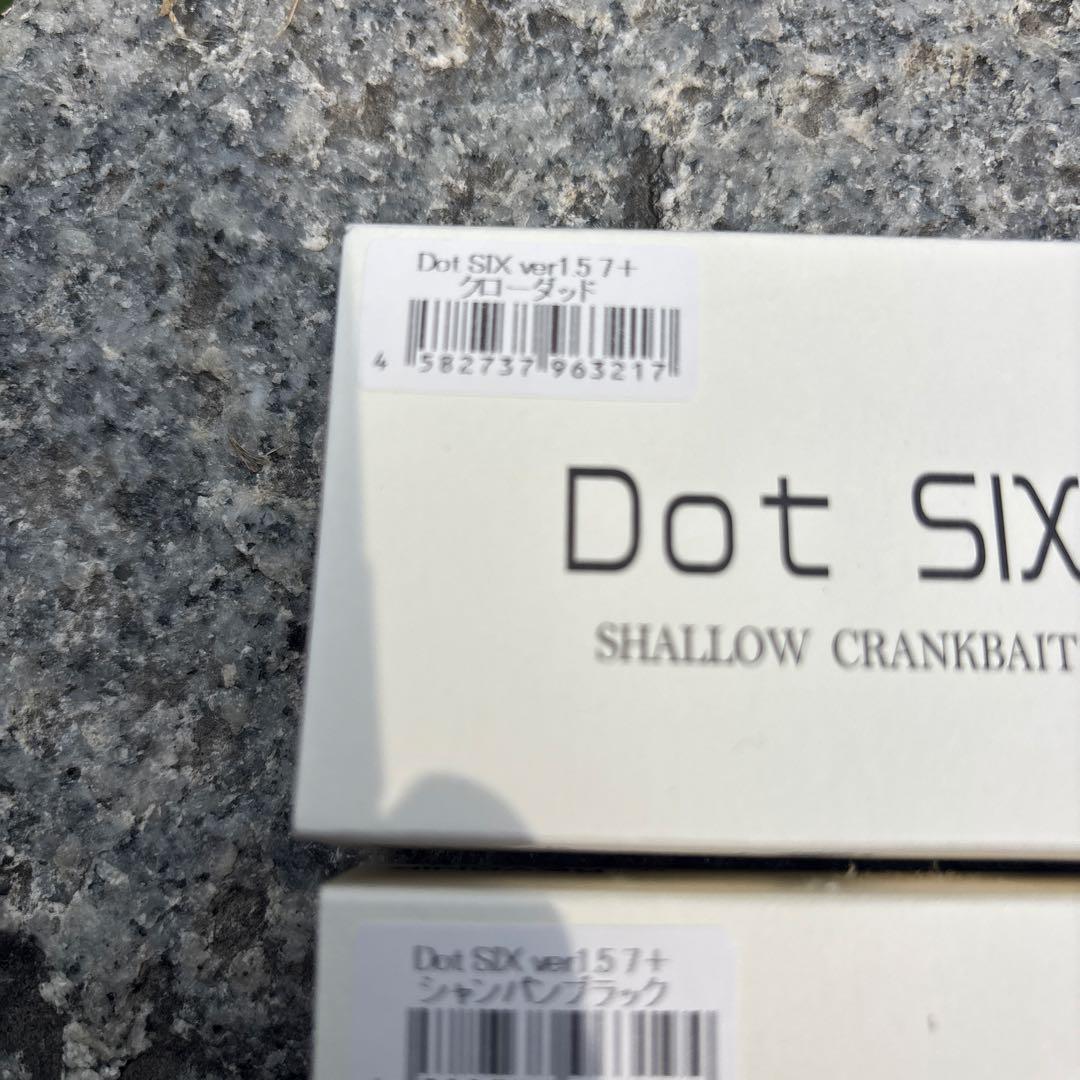 Dot SIX ver1.5 7+
クローダッド
4 582737 963217
Dot SIX
SHALLOW CRANKBAIT
Dot SIX ver1.5 7+
シャンパンブラック